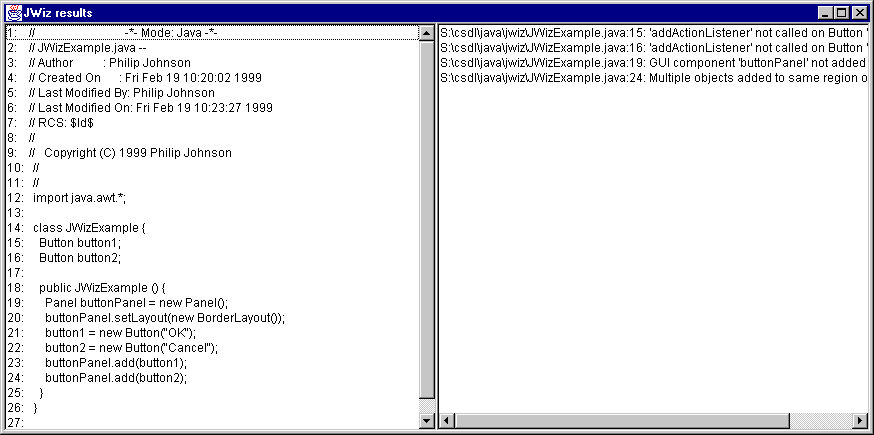 JWiz results
1: // -*- Mode: Java -*-
2: // JWizExample.java --
3: // Author : Philip Johnson
4: // Created On : Fri Feb 19 10:20:02 1999
5: // Last Modified By: Philip Johnson
6: // Last Modified On: Fri Feb 19 10:23:27 1999
7: // RCS: $Id$
8: //
9: // Copyright (C) 1999 Philip Johnson
10: //
11: //
12: import java.awt.*;
13:
14: class JWizExample {
15: Button button1;
16: Button button2;
17:
18: public JWizExample () {
19: Panel buttonPanel = new Panel();
20: buttonPanel.setLayout(new BorderLayout());
21: button1 = new Button("OK");
22: button2 = new Button("Cancel");
23: buttonPanel.add(button1);
24: buttonPanel.add(button2);
25: }
26: }
27:
S:\csdl\java\jwiz\JWizExample.java:15: 'addActionListener' not called on Button '
S:\csdl\java\jwiz\JWizExample.java:16: 'addActionListener' not called on Button '
S:\csdl\java\jwiz\JWizExample.java:19: GUI component 'buttonPanel' not added
S:\csdl\java\jwiz\JWizExample.java:24: Multiple objects added to same region o